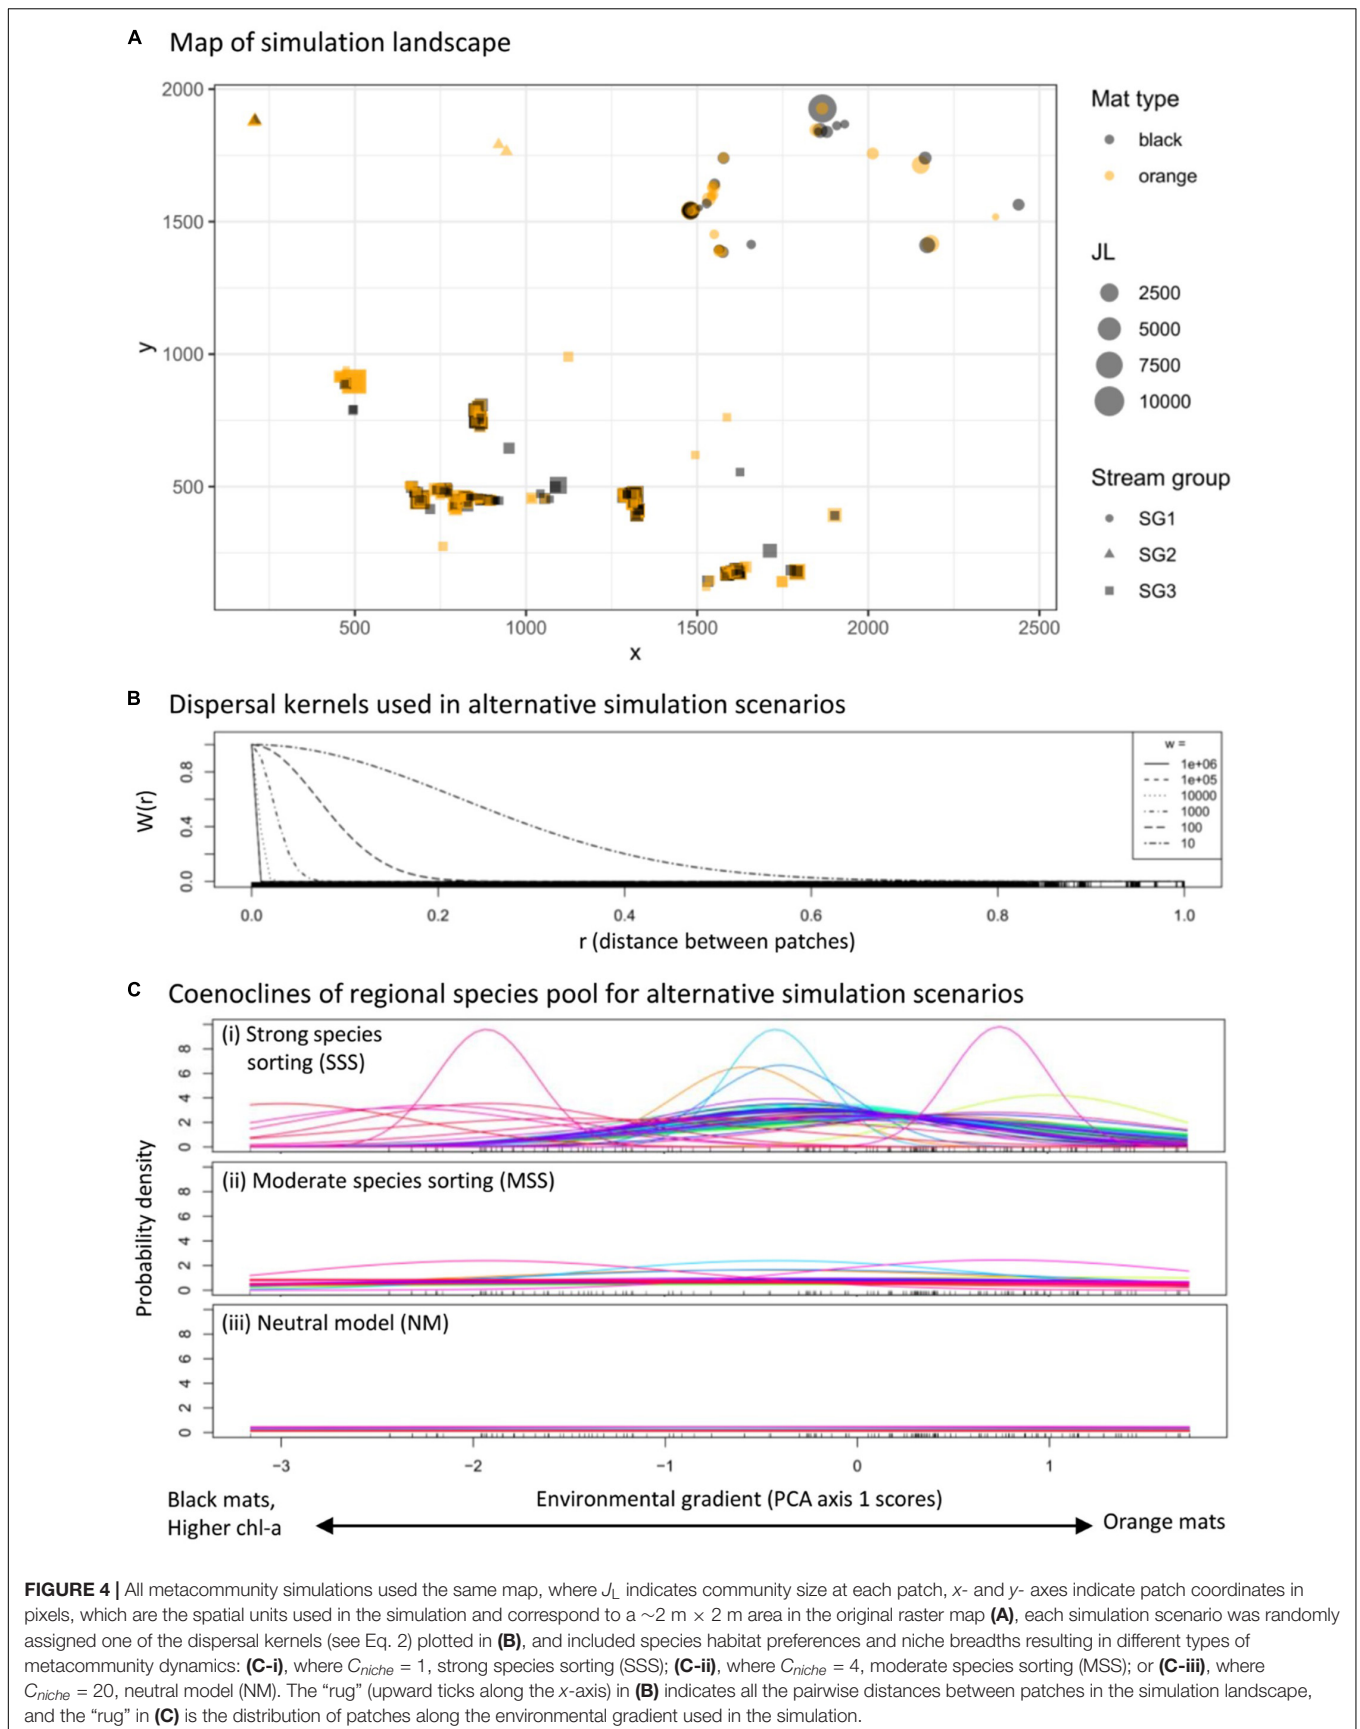 A Map of simulation landscape
2000
1500
1000
500
y
500 1000 1500 2000 2500
x
Mat type
black
orange
JL
2500
5000
7500
10000
Stream group
SG1
SG2
SG3
B Dispersal kernels used in alternative simulation scenarios
W(r)
0.8
0.4
0.0
w =
1e+06
1e+05
10000
1000
100
10
0.0 0.2 0.4 0.6 0.8 1.0
r (distance between patches)
C Coenoclines of regional species pool for alternative simulation scenarios
Probability density
(i) Strong species
sorting (SSS)
8
6
4
2
0
(ii) Moderate species sorting (MSS)
8
6
4
2
0
(iii) Neutral model (NM)
8
6
4
2
0
−3 −2 −1 0 1
Black mats,
Higher chl-a
Environmental gradient (PCA axis 1 scores)
Orange mats
FIGURE 4 | All metacommunity simulations used the same map, where JL indicates community size at each patch, x- and y- axes indicate patch coordinates in
pixels, which are the spatial units used in the simulation and correspond to a ∼2 m × 2 m area in the original raster map (A), each simulation scenario was randomly
assigned one of the dispersal kernels (see Eq. 2) plotted in (B), and included species habitat preferences and niche breadths resulting in different types of
metacommunity dynamics: (C-i), where Cniche = 1, strong species sorting (SSS); (C-ii), where Cniche = 4, moderate species sorting (MSS); or (C-iii), where
Cniche = 20, neutral model (NM). The “rug” (upward ticks along the x-axis) in (B) indicates all the pairwise distances between patches in the simulation landscape,
and the “rug” in (C) is the distribution of patches along the environmental gradient used in the simulation.